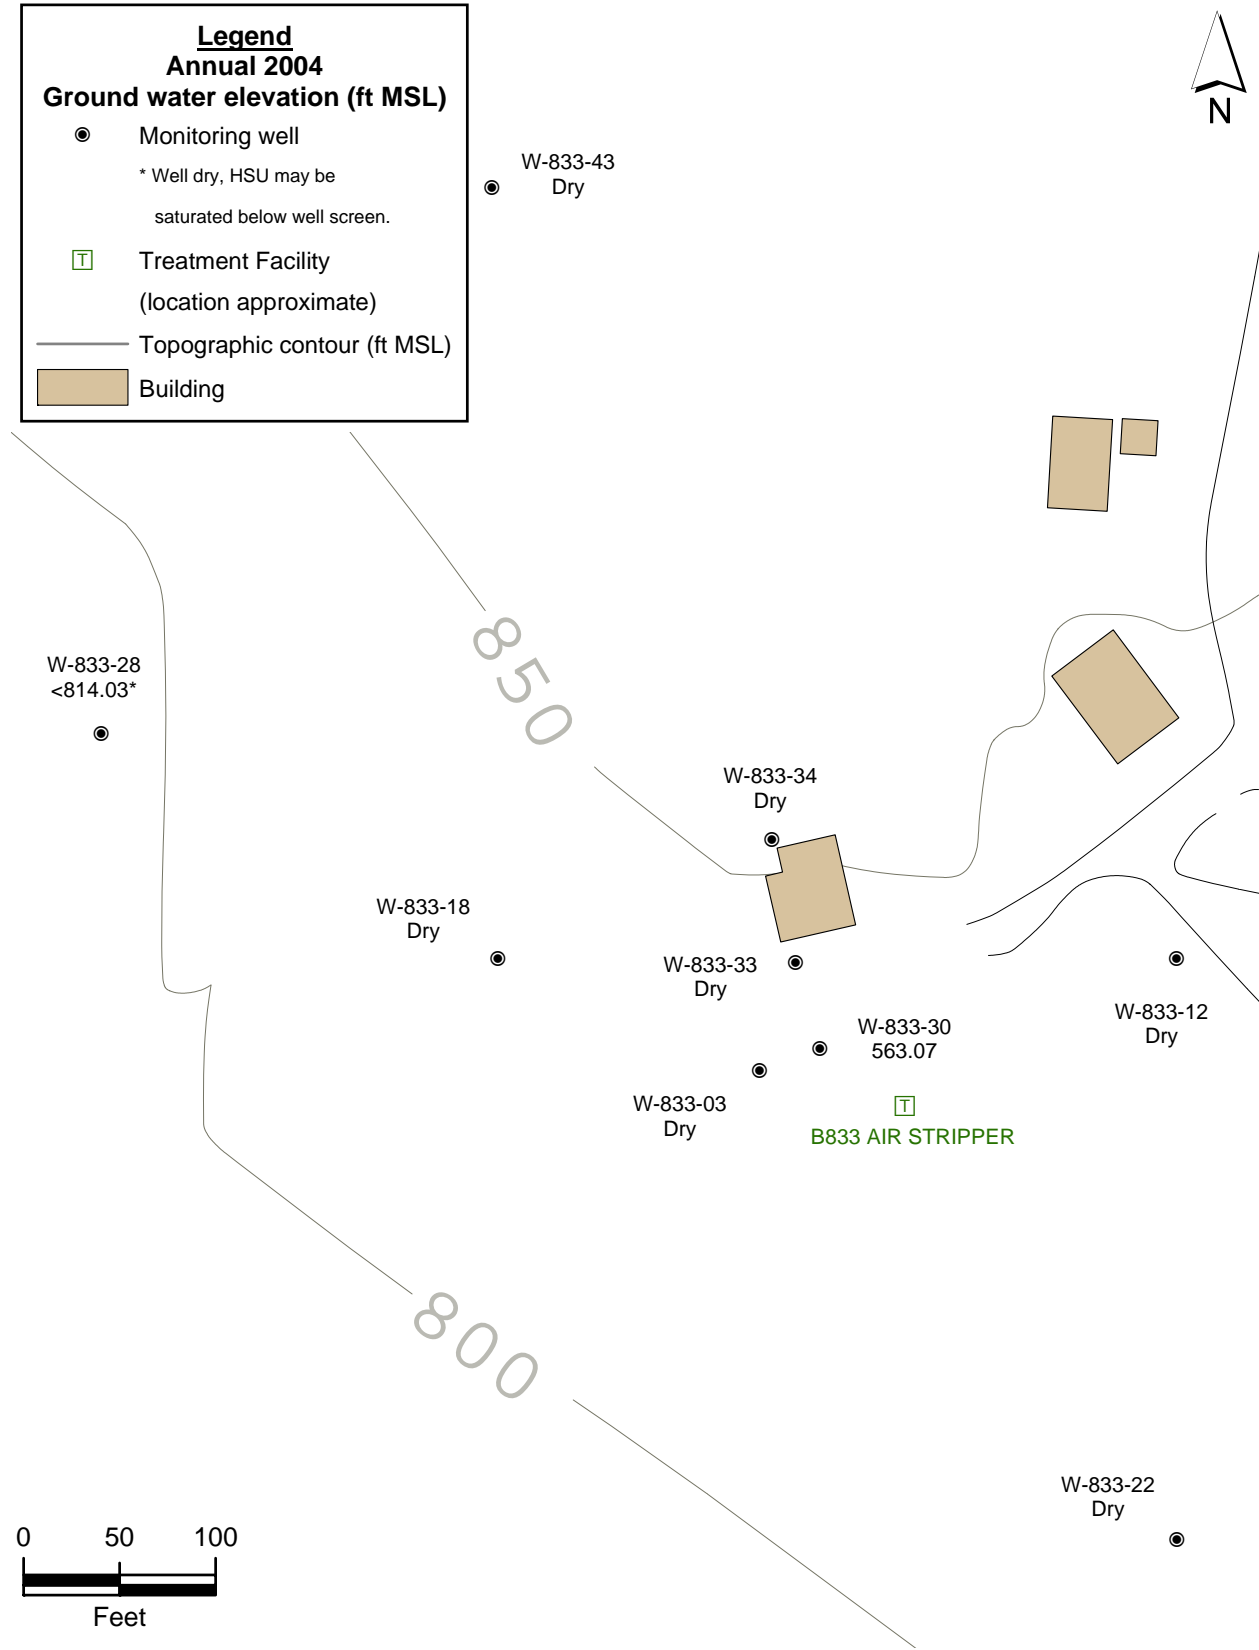 Legend
Annual 2004
Ground water elevation (ft MSL)
Monitoring well
* Well dry, HSU may be
saturated below well screen.
T
Treatment Facility
(location approximate)
Topographic contour (ft MSL)
Building
N
W-833-43
Dry
W-833-28
<814.03*
850
W-833-34
Dry
W-833-18
Dry
W-833-33
Dry
W-833-12
Dry
W-833-30
563.07
W-833-03
Dry
T
B833 AIR STRIPPER
800
W-833-22
Dry
0 50 100
Feet